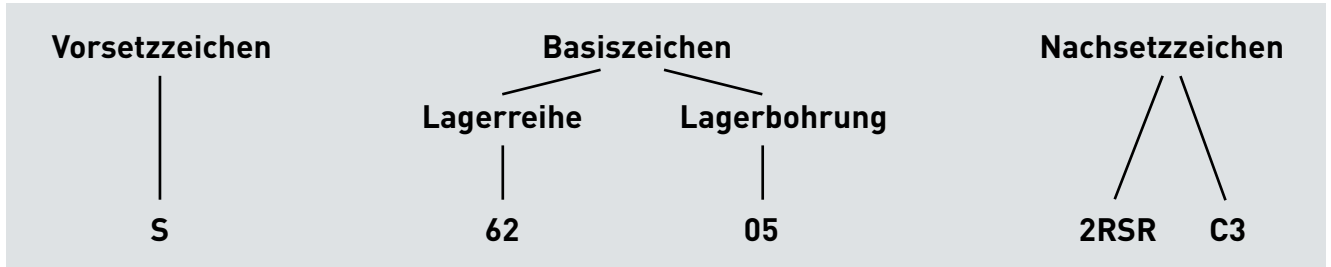 Vorsetzzeichen Basiszeichen Nachsetzzeichen
Lagerreihe Lagerbohrung
S 62 05 2RSR C3